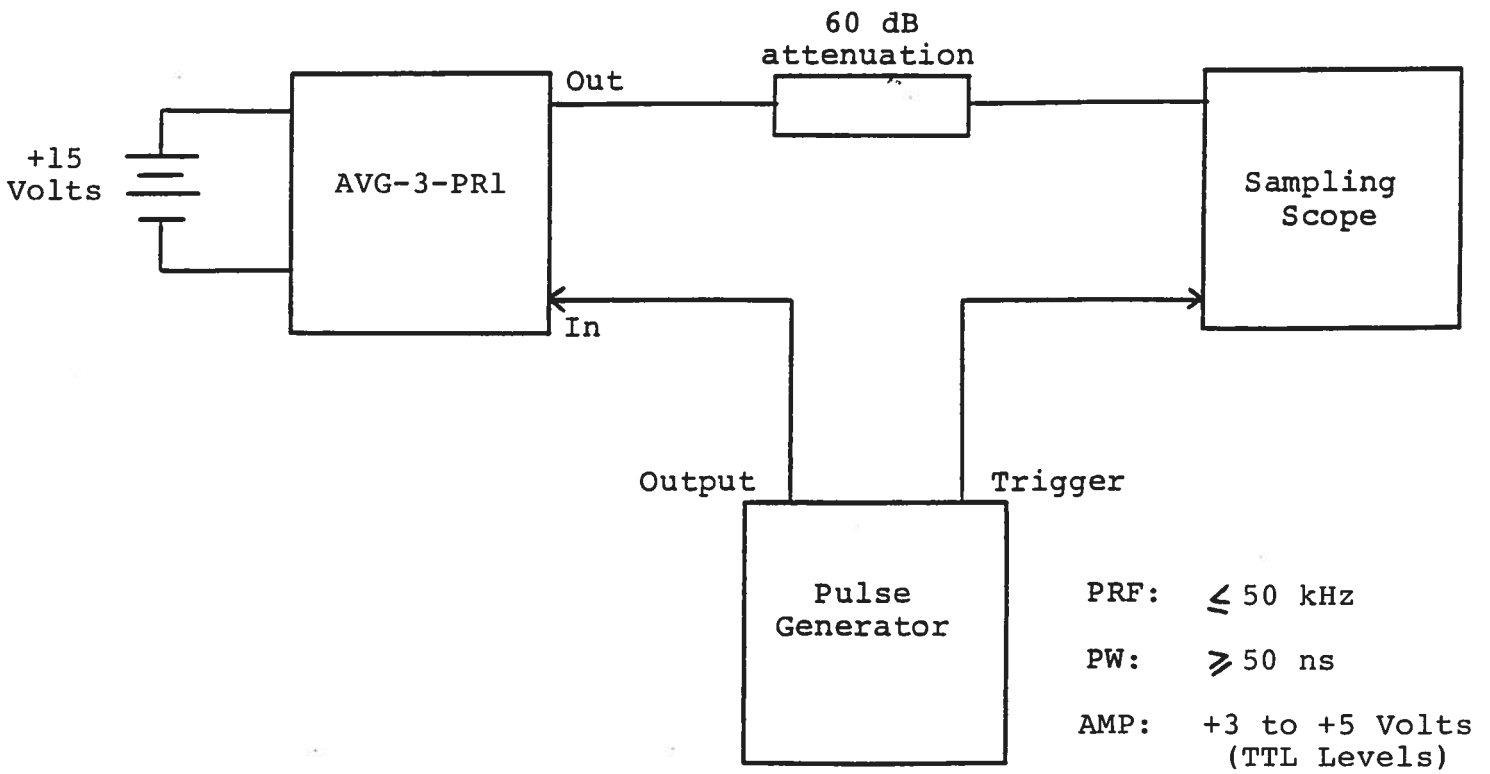 60 dB
attenuation
Out
+15
Volts
AVG-3-PR1
Sampling
Scope
In
Output
Trigger
Pulse
Generator
PRF: ≤ 50 kHz
PW: ≥ 50 ns
AMP: +3 to +5 Volts
(TTL Levels)